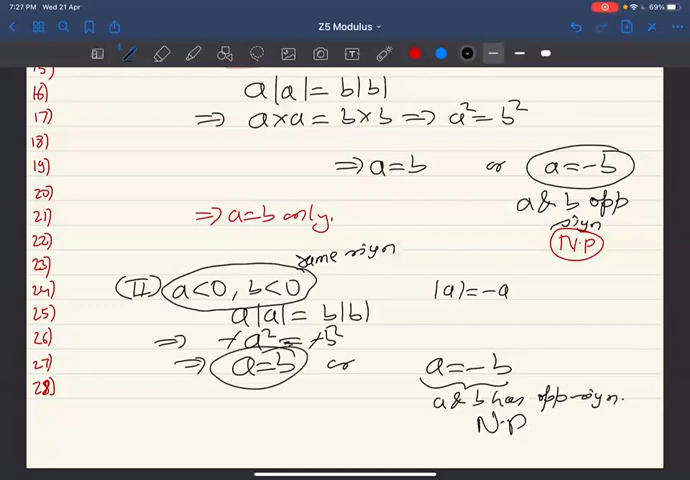 7:27 PM Wed 21 Apr
69%
Z5 Modulus
15)
16) a|a| = b|b|
17) ⇒ a×a = b×b ⇒ a² = b²
18)
19) ⇒ a=b or a=-b
20) a & b opp
21) ⇒ a=b only. sign
22) N.P
23) same sign
24) (II) a<0, b<0 |a|=-a
25) a|a| = b|b|
26) ⇒ -a² = -b²
27) ⇒ a=b or a=-b
28) a & b has opp sign.
N.P